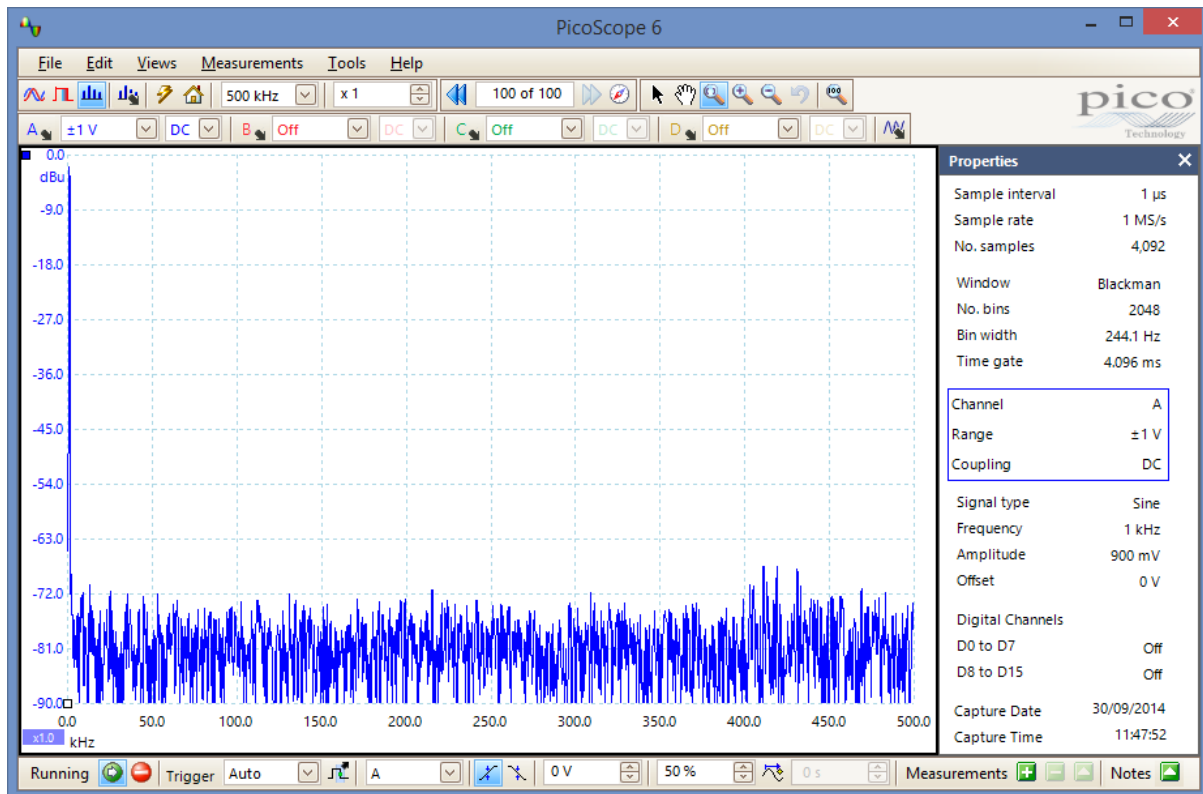 PicoScope 6
File Edit Views Measurements Tools Help
500 kHz x 1 100 of 100
pico
Technology
A ±1 V DC B Off DC C Off DC D Off DC
0.0
dBu
-9.0
-18.0
-27.0
-36.0
-45.0
-54.0
-63.0
-72.0
-81.0
-90.0
0.0 50.0 100.0 150.0 200.0 250.0 300.0 350.0 400.0 450.0 500.0
x1.0 kHz
Properties
Sample interval 1 µs
Sample rate 1 MS/s
No. samples 4,092
Window Blackman
No. bins 2048
Bin width 244.1 Hz
Time gate 4.096 ms
Channel A
Range ±1 V
Coupling DC
Signal type Sine
Frequency 1 kHz
Amplitude 900 mV
Offset 0 V
Digital Channels
D0 to D7 Off
D8 to D15 Off
Capture Date 30/09/2014
Capture Time 11:47:52
Running Trigger Auto A 0 V 50 % 0 s Measurements Notes